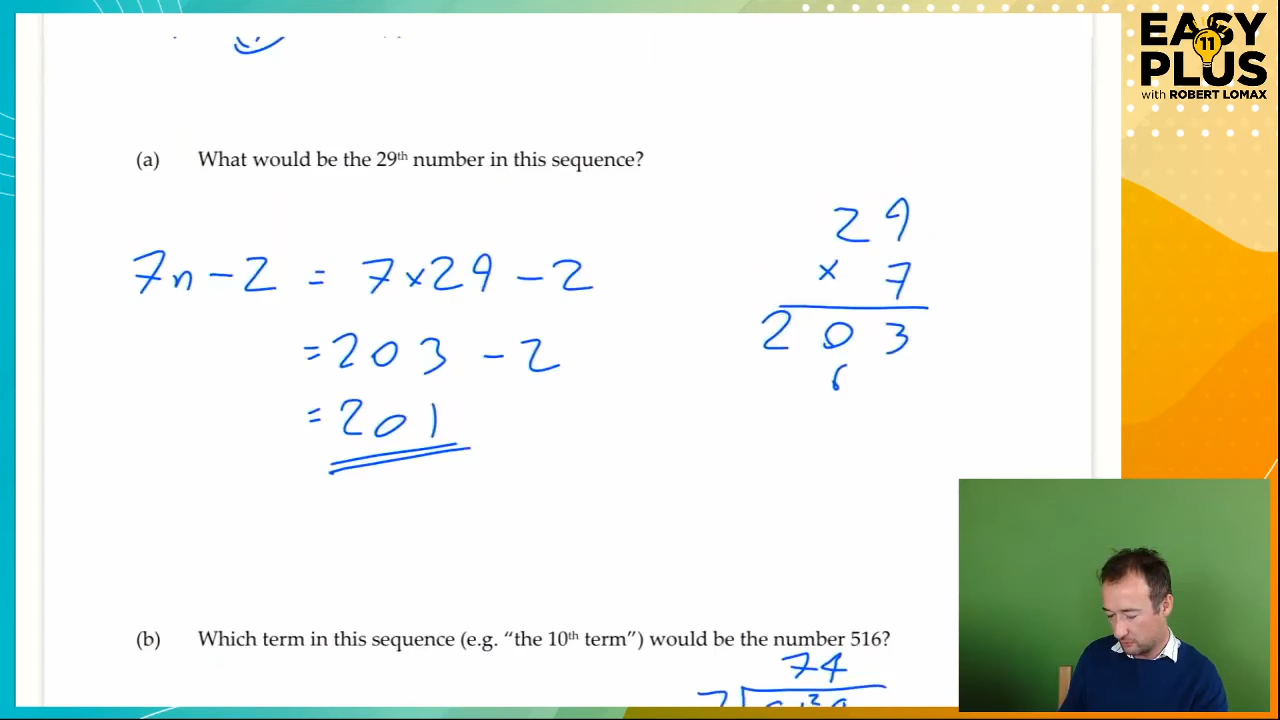 EASY
11
PLUS
with ROBERT LOMAX
(a) What would be the 29th number in this sequence?
29
× 7
203
6
7n - 2 = 7×29 - 2
= 203 - 2
= 201
(b) Which term in this sequence (e.g. “the 10th term”) would be the number 516?
74
7